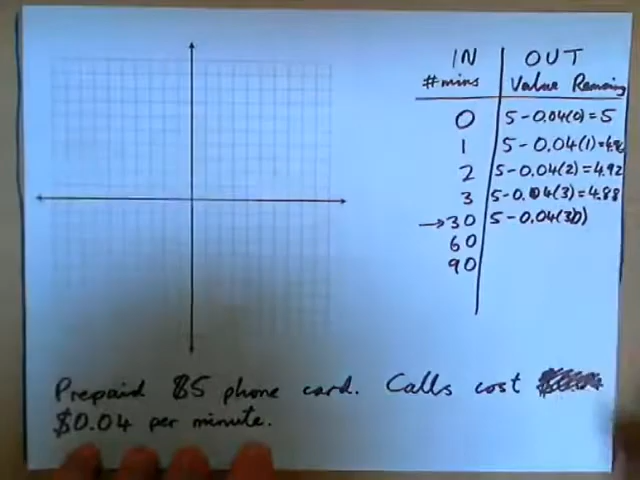 IN OUT
#mins Value Remaining
0 5-0.04(0)=5
1 5-0.04(1)=4.96
2 5-0.04(2)=4.92
3 5-0.04(3)=4.88
→30 5-0.04(30)
60
90
Prepaid $5 phone card. Calls cost
$0.04 per minute.